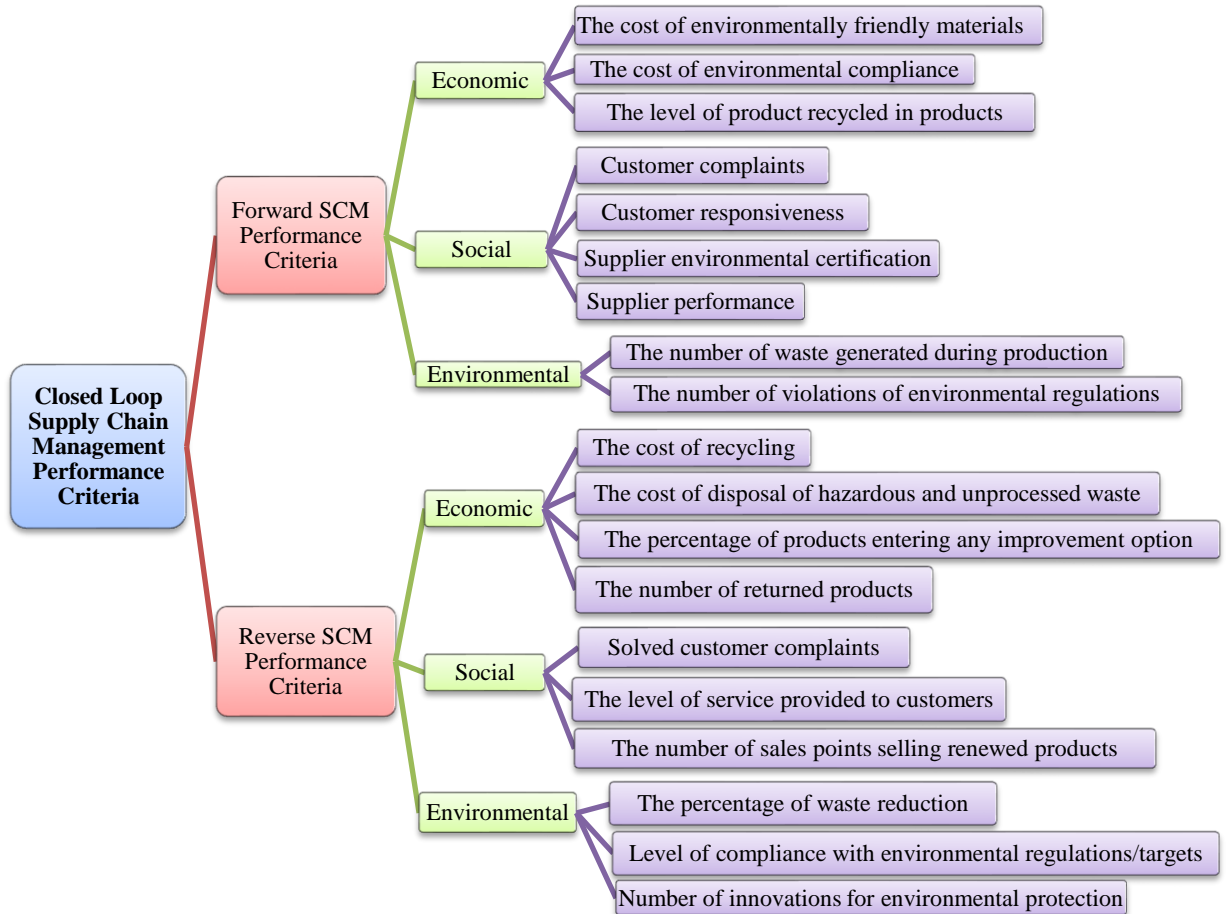 Closed Loop
Supply Chain
Management
Performance
Criteria
Forward SCM
Performance
Criteria
Economic
The cost of environmentally friendly materials
The cost of environmental compliance
The level of product recycled in products
Social
Customer complaints
Customer responsiveness
Supplier environmental certification
Supplier performance
Environmental
The number of waste generated during production
The number of violations of environmental regulations
Reverse SCM
Performance
Criteria
Economic
The cost of recycling
The cost of disposal of hazardous and unprocessed waste
The percentage of products entering any improvement option
The number of returned products
Social
Solved customer complaints
The level of service provided to customers
The number of sales points selling renewed products
Environmental
The percentage of waste reduction
Level of compliance with environmental regulations/targets
Number of innovations for environmental protection